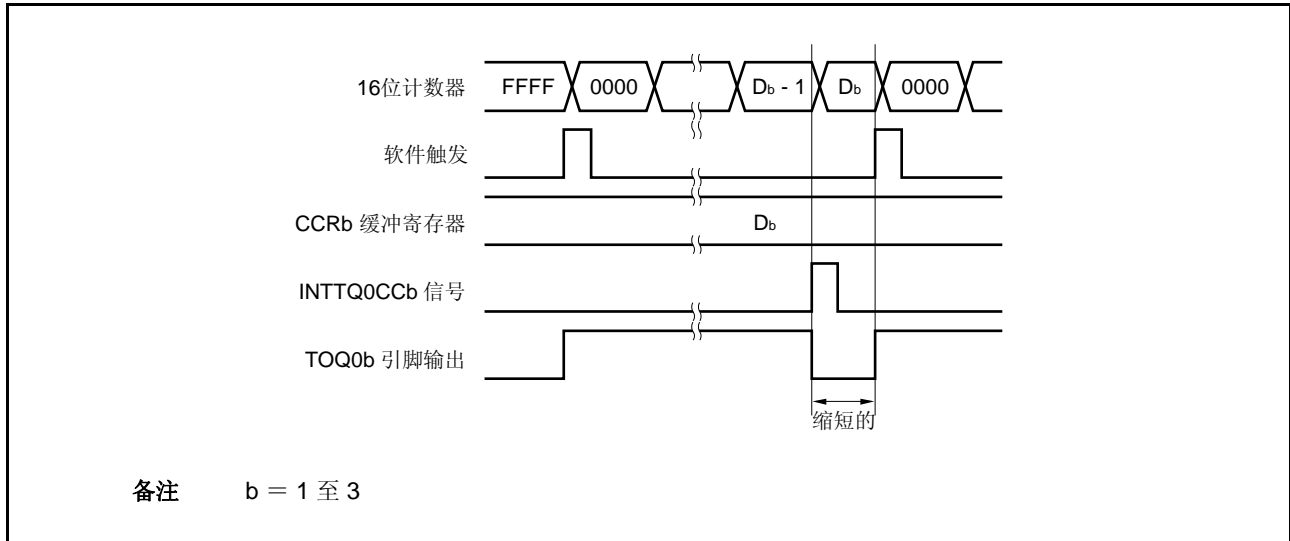 16位计数器 FFFF 0000 Db - 1 Db 0000
软件触发
CCRb 缓冲寄存器 Db
INTTQ0CCb 信号
TOQ0b 引脚输出
缩短的
备注 b = 1 至 3